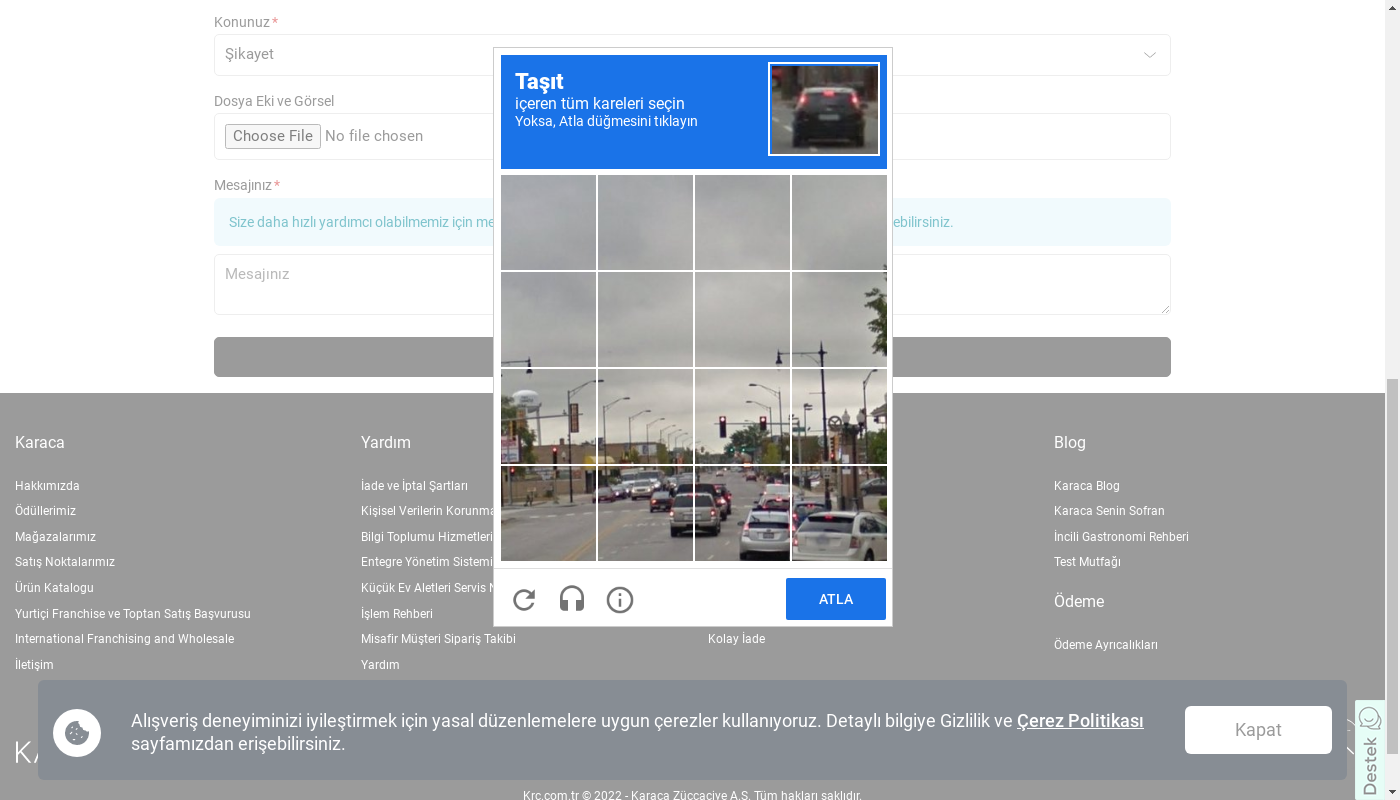 Konunuz *
Şikayet
Dosya Eki ve Görsel
Choose File No file chosen
Mesajınız *
Size daha hızlı yardımcı olabilmemiz için
ebilirsiniz.
Mesajınız
Taşıt
içeren tüm kareleri seçin
Yoksa, Atla düğmesini tıklayın
ATLA
Karaca
Hakkımızda
Ödüllerimiz
Mağazalarımız
Satış Noktalarımız
Ürün Katalogu
Yurtiçi Franchise ve Toptan Satış Başvurusu
International Franchising and Wholesale
İletişim
Yardım
İade ve İptal Şartları
Kişisel Verilerin Korunma
Bilgi Toplumu Hizmetleri
Entegre Yönetim Sistemi
Küçük Ev Aletleri Servis N
İşlem Rehberi
Misafir Müşteri Sipariş Takibi
Yardım
Kolay İade
Blog
Karaca Blog
Karaca Senin Sofran
İncili Gastronomi Rehberi
Test Mutfağı
Ödeme
Ödeme Ayrıcalıkları
Alışveriş deneyiminizi iyileştirmek için yasal düzenlemelere uygun çerezler kullanıyoruz. Detaylı bilgiye Gizlilik ve Çerez Politikası
sayfamızdan erişebilirsiniz.
Kapat
Destek
Krc.com.tr © 2022 - Karaca Züccaciye A.Ş. Tüm hakları saklıdır.